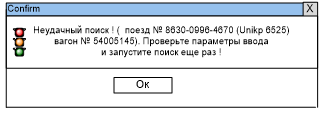 Confirm X
Неудачный поиск ! ( поезд № 8630-0996-4670 (Unikp 6525)
вагон № 54005145). Проверьте параметры ввода
и запустите поиск еще раз !
Ок